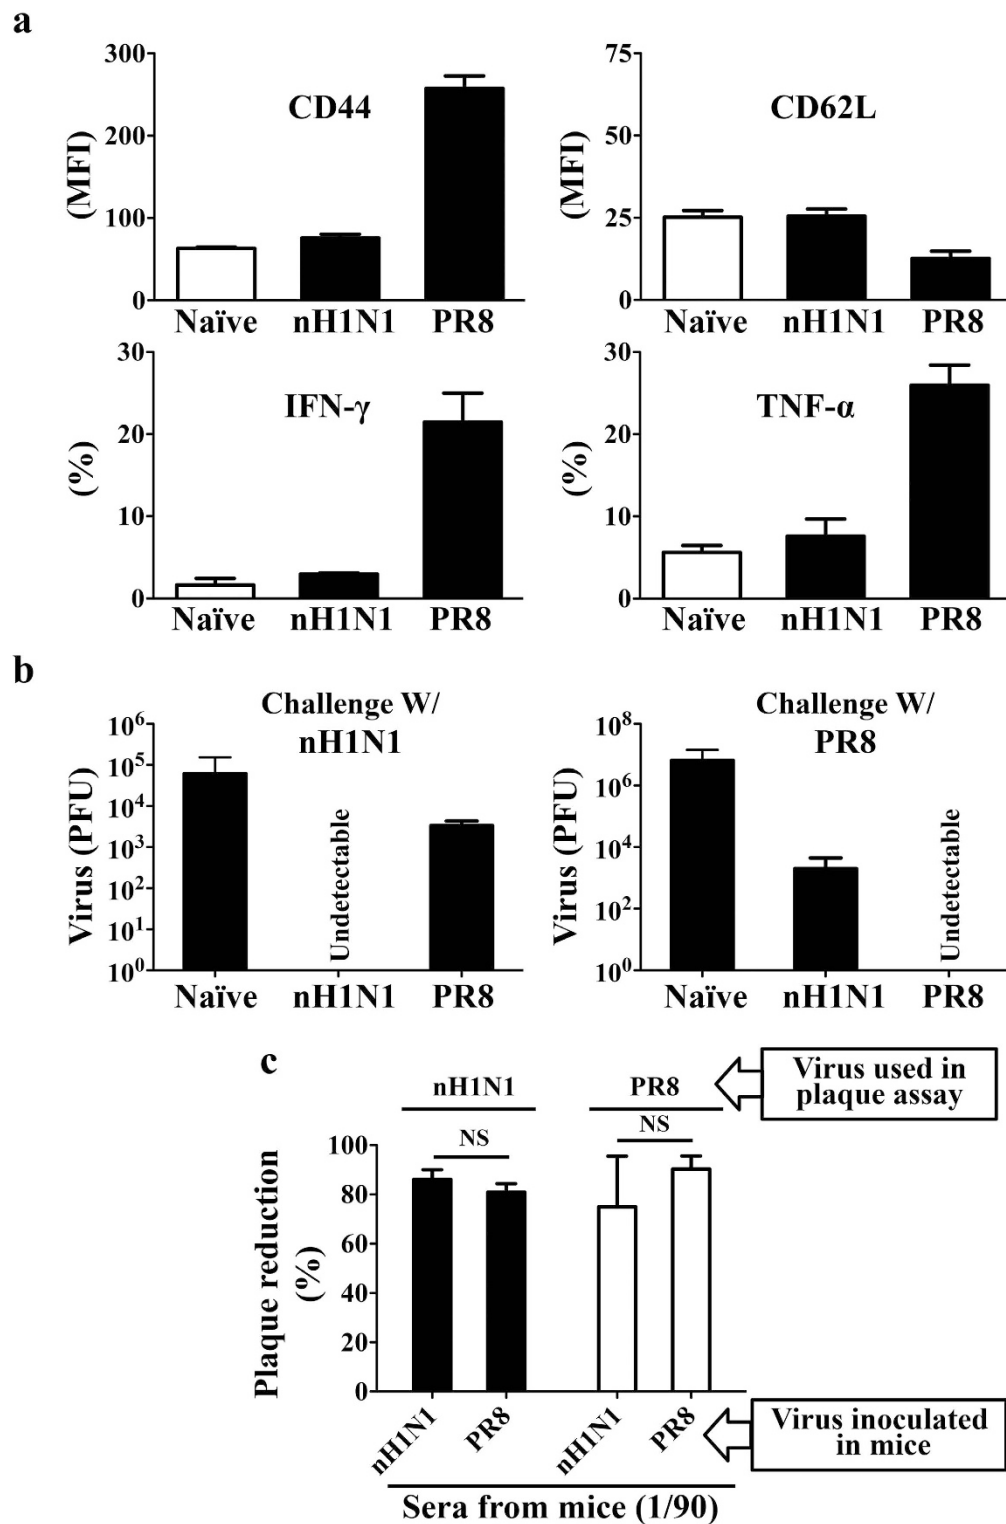 a
300
200
100
0
(MFI)
CD44
Naïve nH1N1 PR8
75
50
25
0
(MFI)
CD62L
Naïve nH1N1 PR8
30
20
10
0
(%)
IFN-γ
Naïve nH1N1 PR8
30
20
10
0
(%)
TNF-α
Naïve nH1N1 PR8
b
Challenge W/
nH1N1
10⁶
10⁵
10⁴
10³
10²
10¹
10⁰
Virus (PFU)
Undetectable
Naïve nH1N1 PR8
Challenge W/
PR8
10⁸
10⁶
10⁴
10²
10⁰
Virus (PFU)
Undetectable
Naïve nH1N1 PR8
c
nH1N1 PR8
Virus used in
plaque assay
NS NS
100
80
60
40
20
0
Plaque reduction
(%)
nH1N1 PR8 nH1N1 PR8
Virus inoculated
in mice
Sera from mice (1/90)